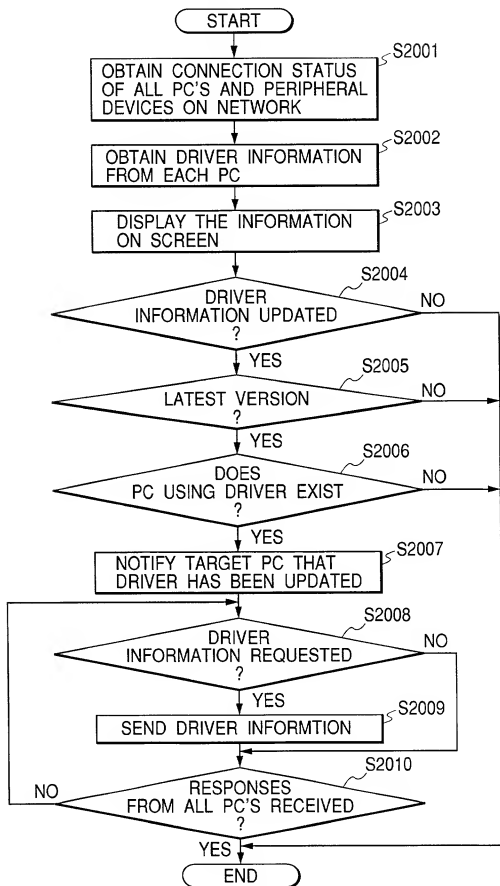 START
S2001
OBTAIN CONNECTION STATUS
OF ALL PC'S AND PERIPHERAL
DEVICES ON NETWORK
S2002
OBTAIN DRIVER INFORMATION
FROM EACH PC
S2003
DISPLAY THE INFORMATION
ON SCREEN
S2004
DRIVER
INFORMATION UPDATED
?
NO
YES
S2005
LATEST VERSION
?
NO
YES
S2006
DOES
PC USING DRIVER EXIST
?
NO
YES
S2007
NOTIFY TARGET PC THAT
DRIVER HAS BEEN UPDATED
S2008
DRIVER
INFORMATION REQUESTED
?
NO
YES
S2009
SEND DRIVER INFORMTION
S2010
RESPONSES
FROM ALL PC'S RECEIVED
?
NO
YES
END